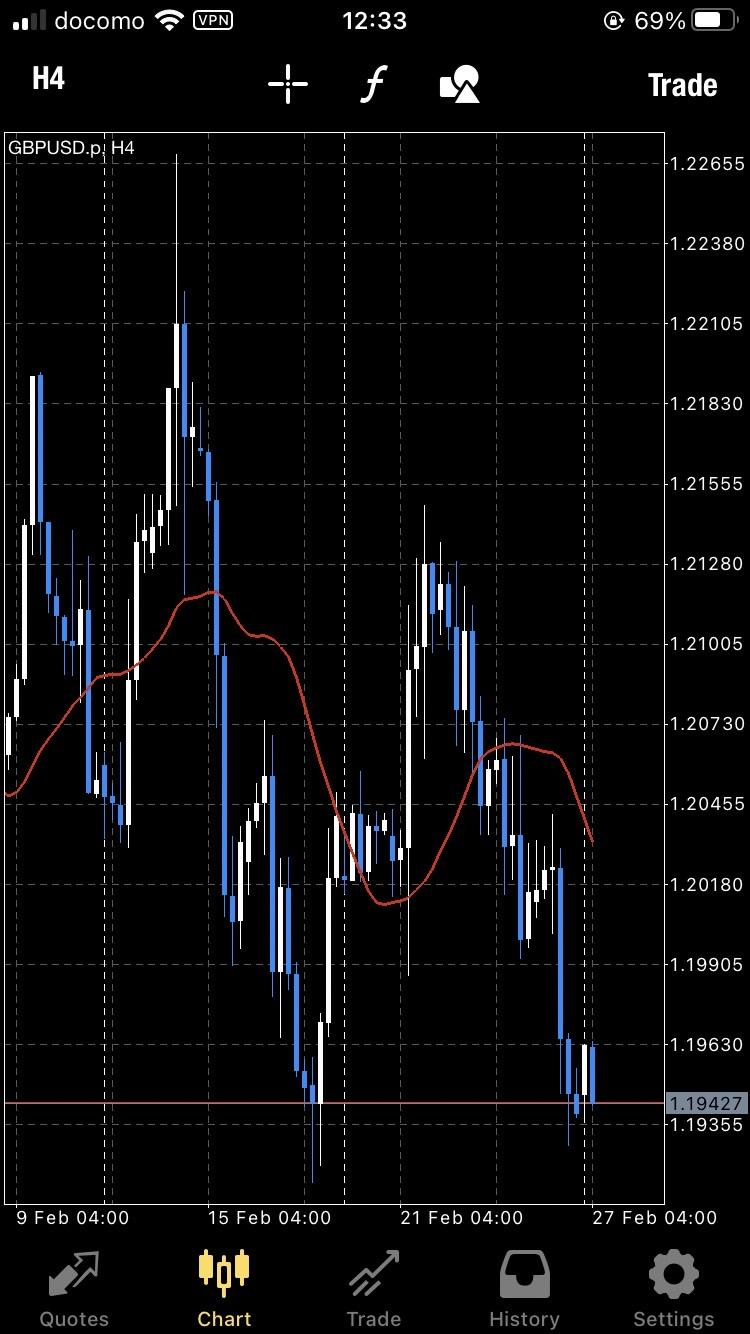 docomo VPN 12:33 69%
H4 f Trade
GBPUSD.p, H4
1.22655
1.22380
1.22105
1.21830
1.21555
1.21280
1.21005
1.20730
1.20455
1.20180
1.19905
1.19630
1.19427
1.19355
9 Feb 04:00 15 Feb 04:00 21 Feb 04:00 27 Feb 04:00
Quotes Chart Trade History Settings